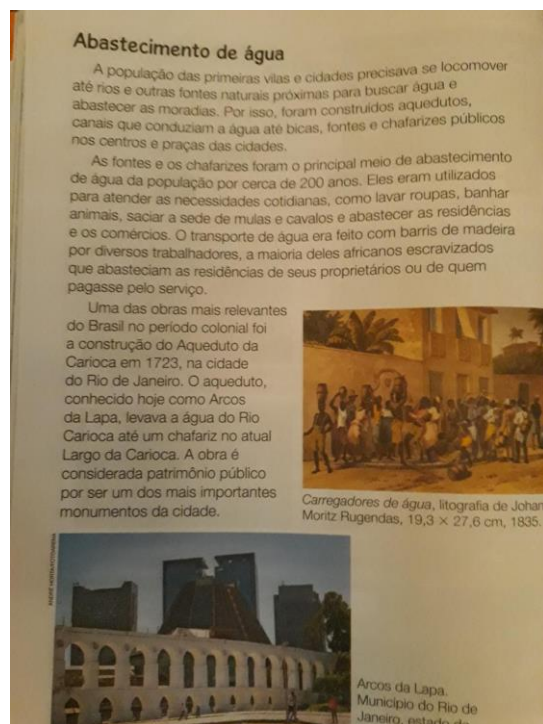 Abastecimento de água
A população das primeiras vilas e cidades precisava se locomover
até rios e outras fontes naturais próximas para buscar água e
abastecer as moradias. Por isso, foram construídos aquedutos,
canais que conduziam a água até bicas, fontes e chafarizes públicos
nos centros e praças das cidades.
As fontes e os chafarizes foram o principal meio de abastecimento
de água da população por cerca de 200 anos. Eles eram utilizados
para atender as necessidades cotidianas, como lavar roupas, banhar
animais, saciar a sede de mulas e cavalos e abastecer as residências
e os comércios. O transporte de água era feito com barris de madeira
por diversos trabalhadores, a maioria deles africanos escravizados
que abasteciam as residências de seus proprietários ou de quem
pagasse pelo serviço.
Uma das obras mais relevantes
do Brasil no período colonial foi
a construção do Aqueduto da
Carioca em 1723, na cidade
do Rio de Janeiro. O aqueduto,
conhecido hoje como Arcos
da Lapa, levava a água do Rio
Carioca até um chafariz no atual
Largo da Carioca. A obra é
considerada patrimônio público
por ser um dos mais importantes
monumentos da cidade.
Carregadores de água, litografia de Johan
Moritz Rugendas, 19,3 × 27,6 cm, 1835.
Arcos da Lapa.
Município do Rio de
Janeiro, estado do